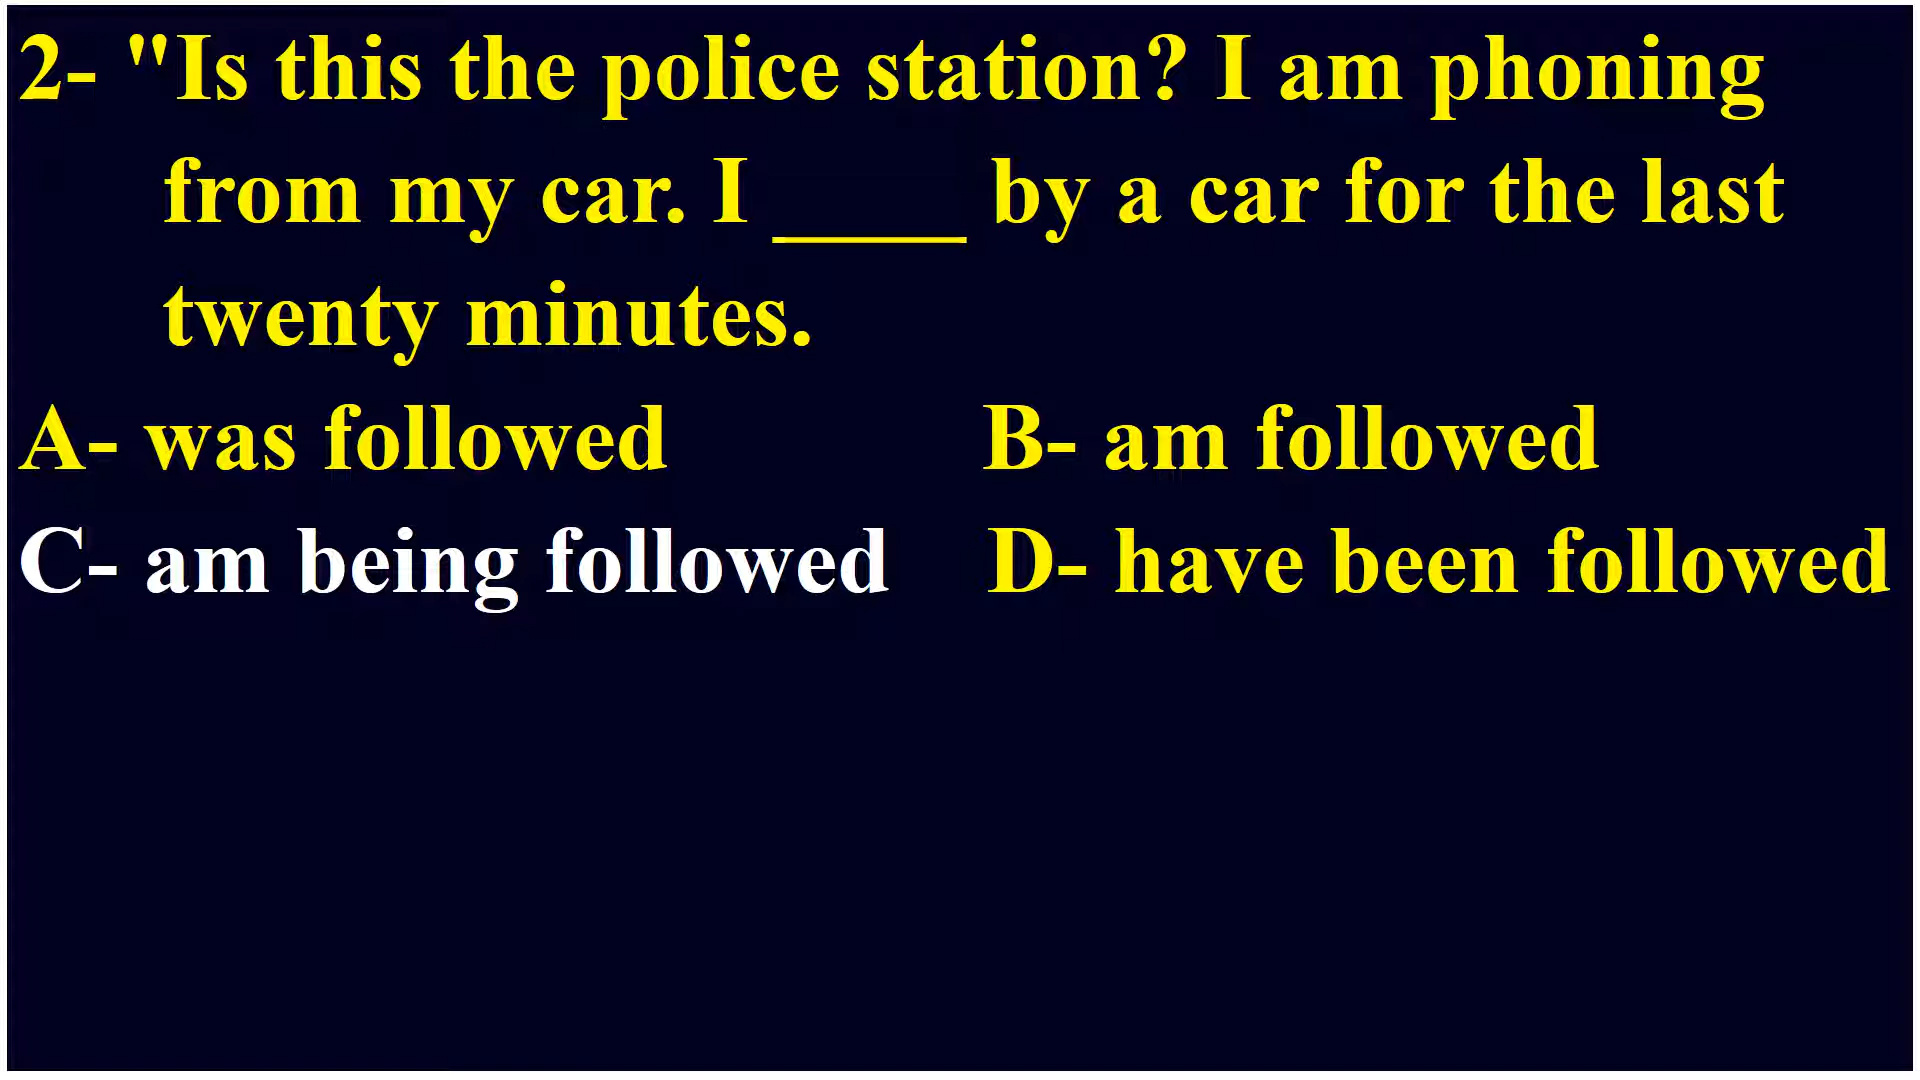 2- "Is this the police station? I am phoning
from my car. I ____ by a car for the last
twenty minutes.
A- was followed B- am followed
C- am being followed D- have been followed